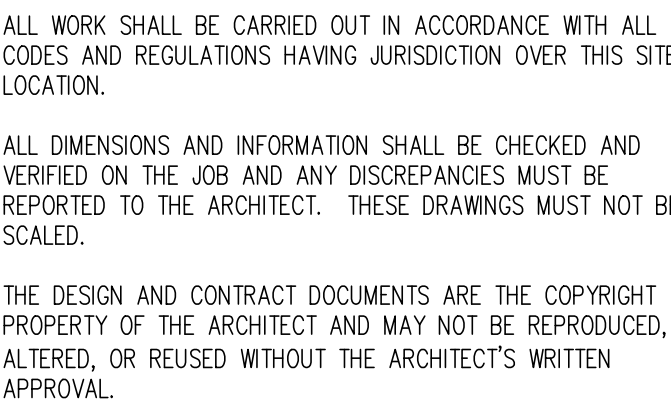 ALL WORK SHALL BE CARRIED OUT IN ACCORDANCE WITH ALL
CODES AND REGULATIONS HAVING JURISDICTION OVER THIS SITE
LOCATION.
ALL DIMENSIONS AND INFORMATION SHALL BE CHECKED AND
VERIFIED ON THE JOB AND ANY DISCREPANCIES MUST BE
REPORTED TO THE ARCHITECT. THESE DRAWINGS MUST NOT BE
SCALED.
THE DESIGN AND CONTRACT DOCUMENTS ARE THE COPYRIGHT
PROPERTY OF THE ARCHITECT AND MAY NOT BE REPRODUCED,
ALTERED, OR REUSED WITHOUT THE ARCHITECT'S WRITTEN
APPROVAL.